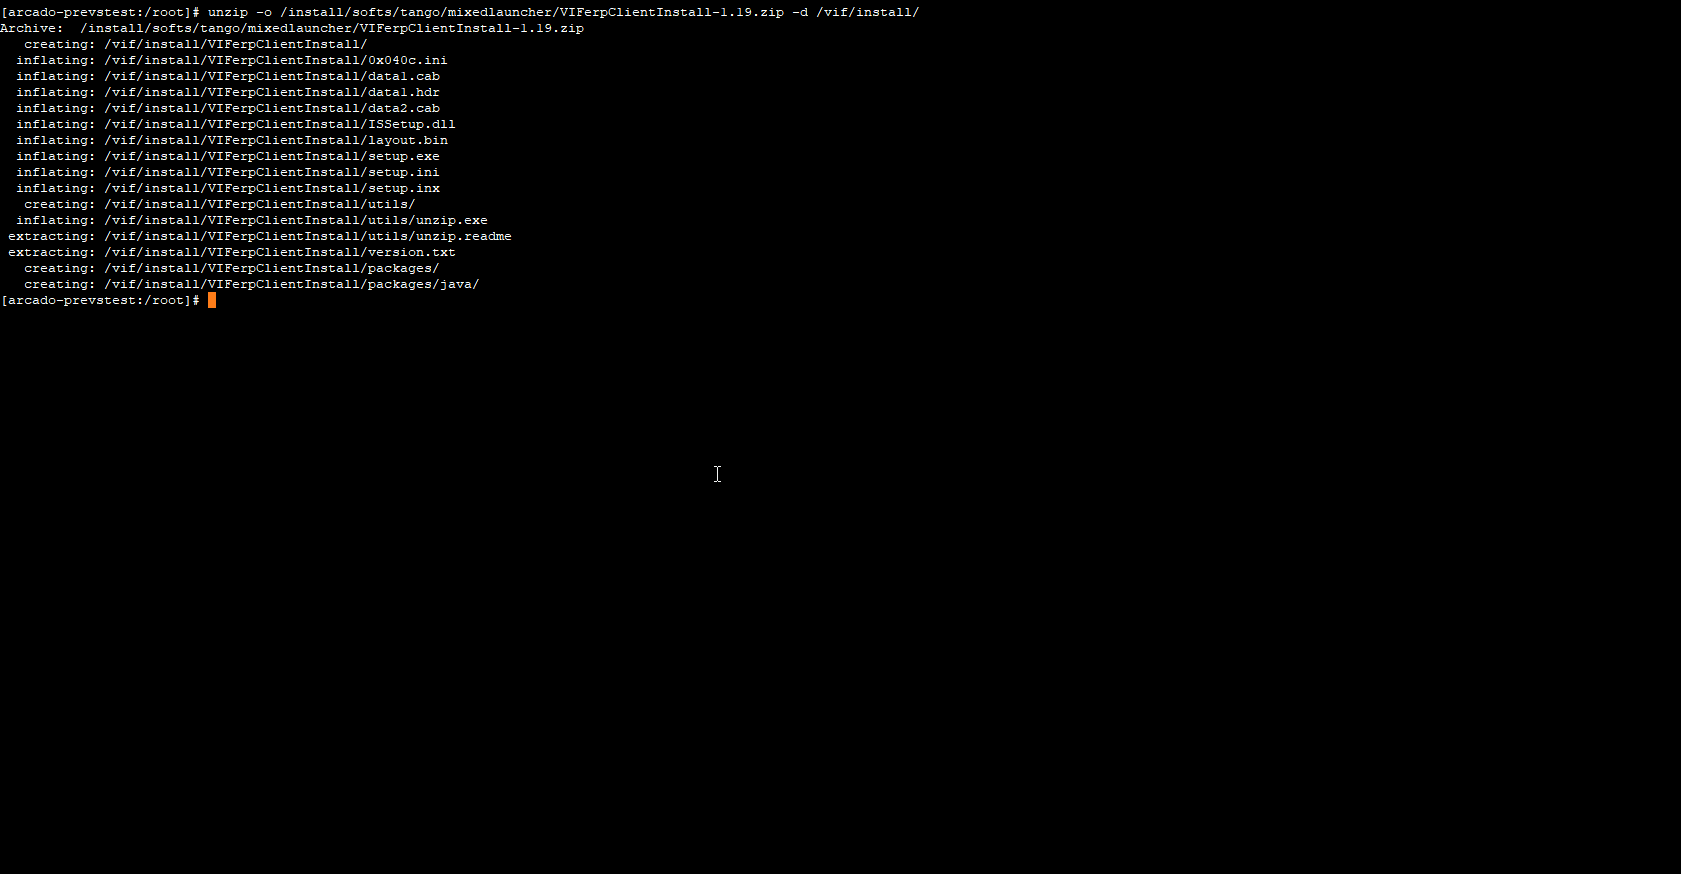 [arcado-prevstest:/root]# unzip -o /install/softs/tango/mixedlauncher/VIFerpClientInstall-1.19.zip -d /vif/install/
Archive:  /install/softs/tango/mixedlauncher/VIFerpClientInstall-1.19.zip
   creating: /vif/install/VIFerpClientInstall/
  inflating: /vif/install/VIFerpClientInstall/0x040c.ini
  inflating: /vif/install/VIFerpClientInstall/data1.cab
  inflating: /vif/install/VIFerpClientInstall/data1.hdr
  inflating: /vif/install/VIFerpClientInstall/data2.cab
  inflating: /vif/install/VIFerpClientInstall/ISSetup.dll
  inflating: /vif/install/VIFerpClientInstall/layout.bin
  inflating: /vif/install/VIFerpClientInstall/setup.exe
  inflating: /vif/install/VIFerpClientInstall/setup.ini
  inflating: /vif/install/VIFerpClientInstall/setup.inx
   creating: /vif/install/VIFerpClientInstall/utils/
  inflating: /vif/install/VIFerpClientInstall/utils/unzip.exe
 extracting: /vif/install/VIFerpClientInstall/utils/unzip.readme
 extracting: /vif/install/VIFerpClientInstall/version.txt
   creating: /vif/install/VIFerpClientInstall/packages/
   creating: /vif/install/VIFerpClientInstall/packages/java/
[arcado-prevstest:/root]#